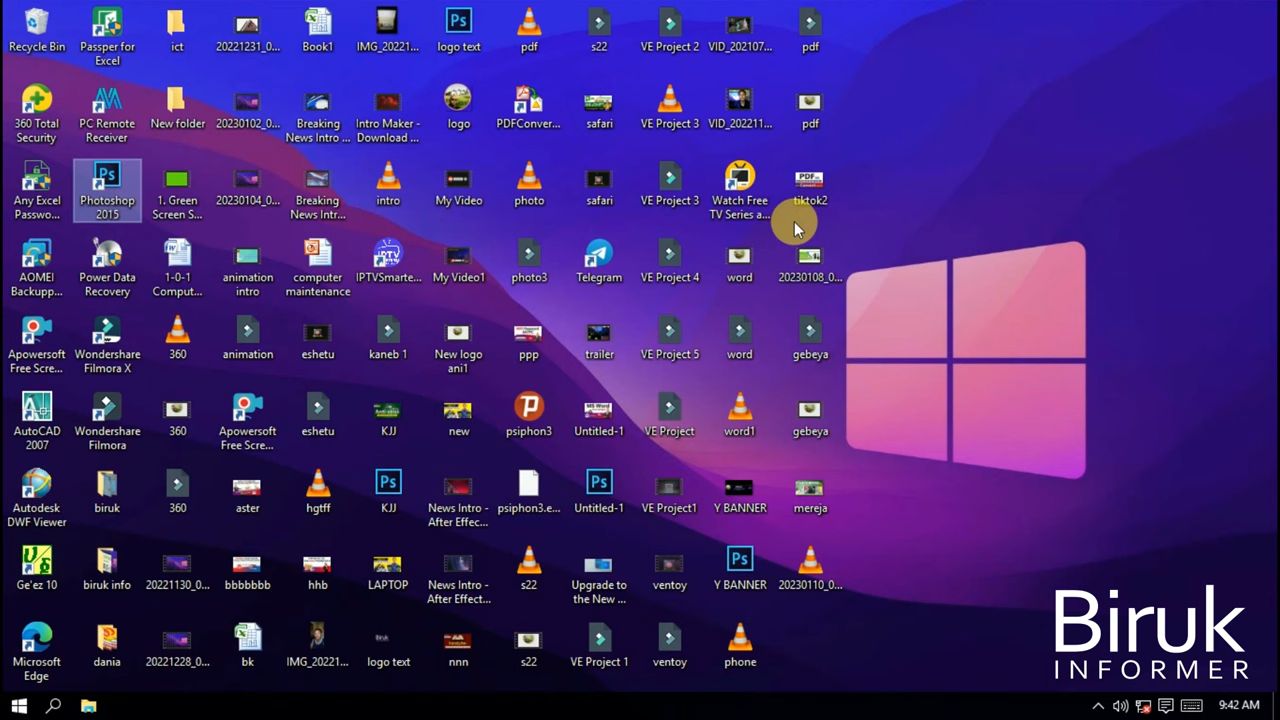 Recycle Bin
Passper for
Excel
ict
20221231_0...
Book1
IMG_20221...
logo text
pdf
s22
VE Project 2
VID_202107...
pdf
360 Total
Security
PC Remote
Receiver
New folder
20230102_0...
Breaking
News Intro ...
Intro Maker -
Download ...
logo
PDFConver...
safari
VE Project 3
VID_202211...
pdf
Any Excel
Passwo...
Photoshop
2015
1. Green
Screen S...
20230104_0...
Breaking
News Intr...
intro
My Video
photo
safari
VE Project 3
Watch Free
TV Series a...
tiktok2
AOMEI
Backupp...
Power Data
Recovery
1-0-1
Comput...
animation
intro
computer
maintenance
IPTVSmarte...
My Video1
photo3
Telegram
VE Project 4
word
20230108_0...
Apowersoft
Free Scre...
Wondershare
Filmora X
360
animation
eshetu
kaneb 1
New logo
ani1
ppp
trailer
VE Project 5
word
gebeya
AutoCAD
2007
Wondershare
Filmora
360
Apowersoft
Free Scre...
eshetu
KJJ
new
psiphon3
Untitled-1
VE Project
word1
gebeya
Autodesk
DWF Viewer
biruk
360
aster
hgtff
KJJ
News Intro -
After Effec...
psiphon3.e...
Untitled-1
VE Project1
Y BANNER
mereja
Ge'ez 10
biruk info
20221130_0...
bbbbbbb
hhb
LAPTOP
News Intro -
After Effect...
s22
Upgrade to
the New ...
ventoy
Y BANNER
20230110_0...
Microsoft
Edge
dania
20221228_0...
bk
IMG_20221...
logo text
nnn
s22
VE Project 1
ventoy
phone
Biruk
INFORMER
9:42 AM